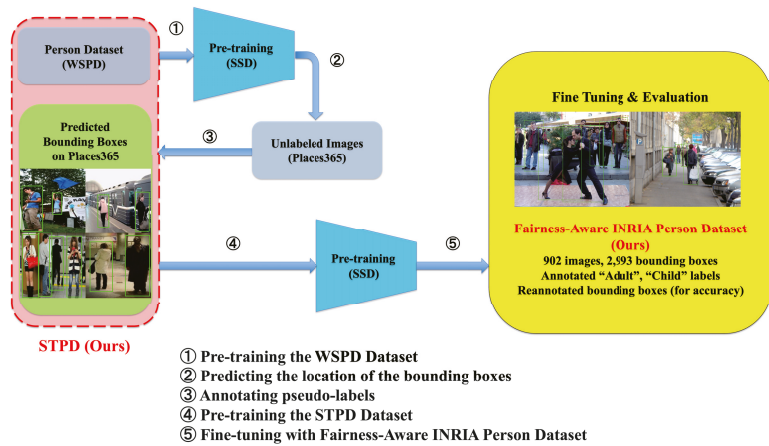 ①
Person Dataset
(WSPD)
Pre-training
(SSD)
②
Predicted
Bounding Boxes
on Places365
③
Unlabeled Images
(Places365)
④
Pre-training
(SSD)
⑤
STPD (Ours)
Fine Tuning & Evaluation
Fairness-Aware INRIA Person Dataset
(Ours)
902 images, 2,993 bounding boxes
Annotated “Adult”, “Child” labels
Reannotated bounding boxes (for accuracy)
① Pre-training the WSPD Dataset
② Predicting the location of the bounding boxes
③ Annotating pseudo-labels
④ Pre-training the STPD Dataset
⑤ Fine-tuning with Fairness-Aware INRIA Person Dataset